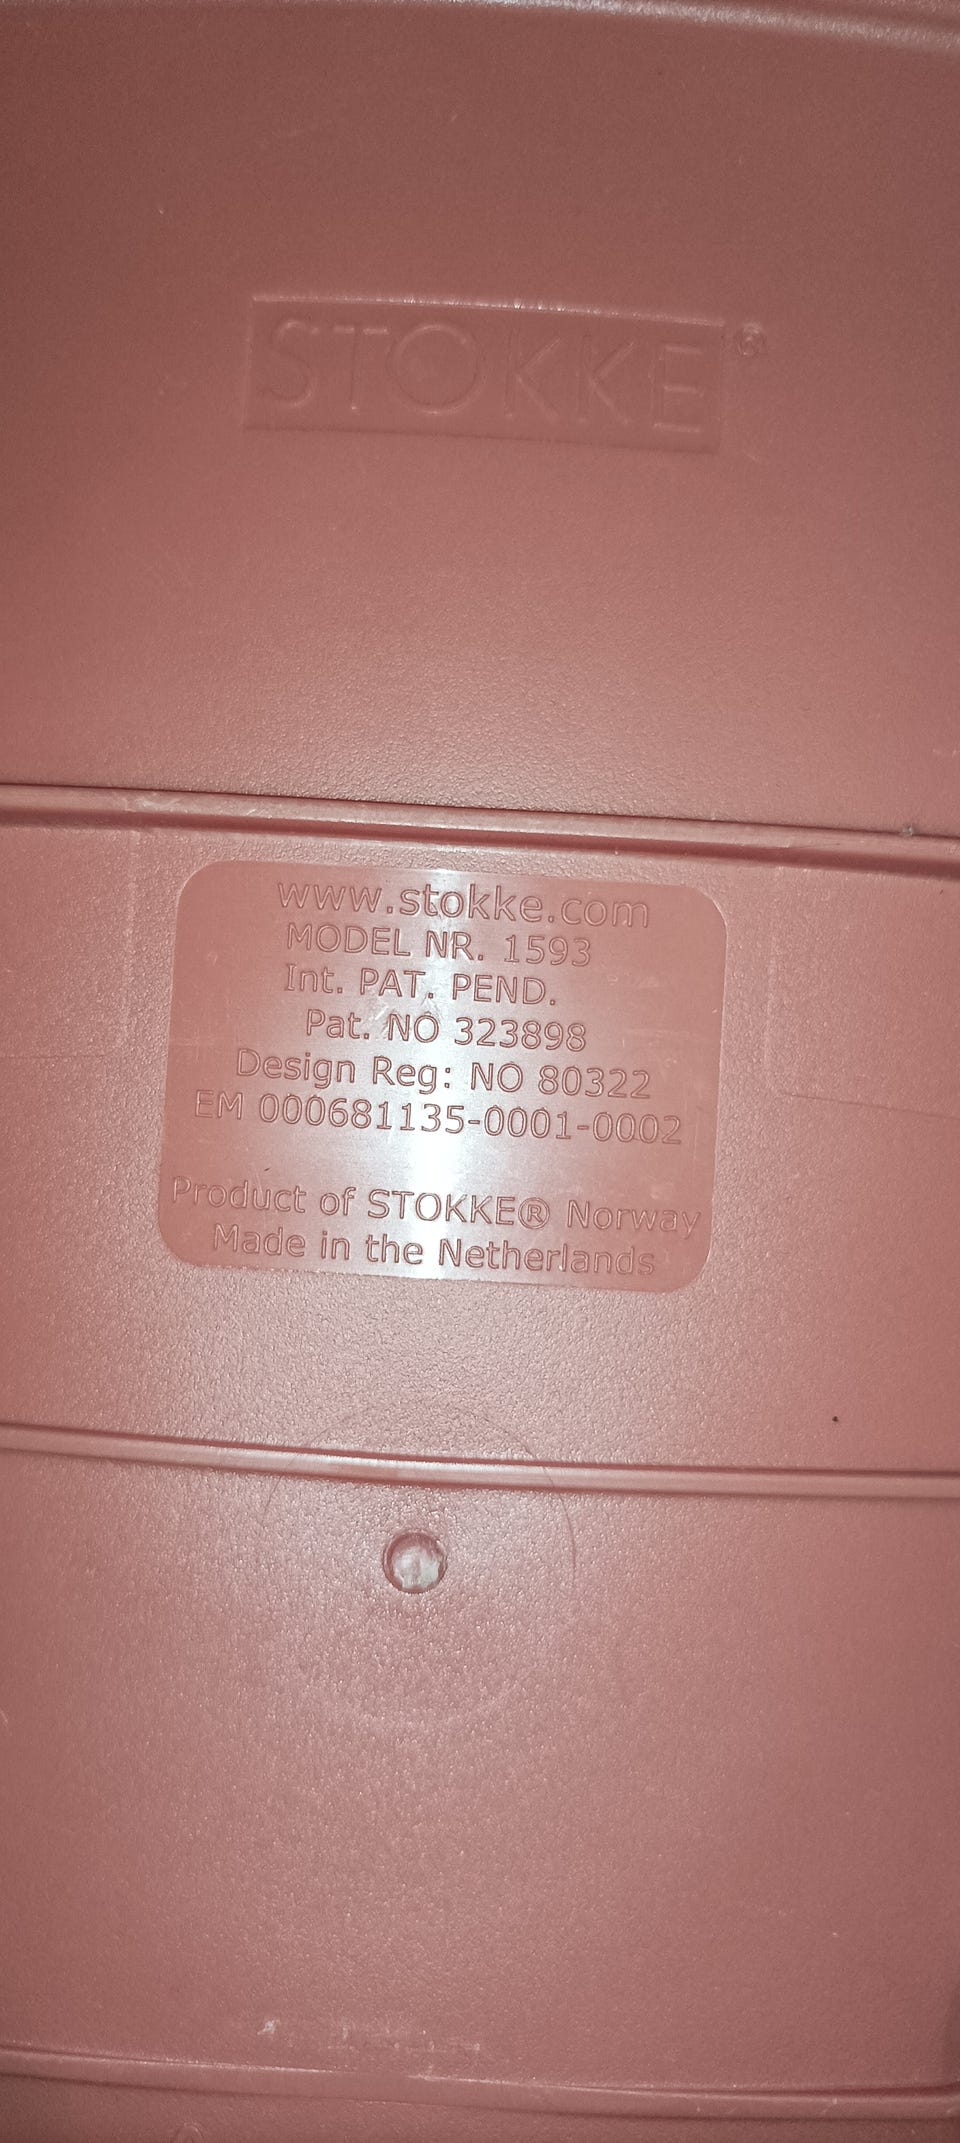 STOKKE®
www.stokke.com
MODEL NR. 1593
Int. PAT. PEND.
Pat. NO 323898
Design Reg: NO 80322
EM 000681135-0001-0002
Product of STOKKE® Norway
Made in the Netherlands